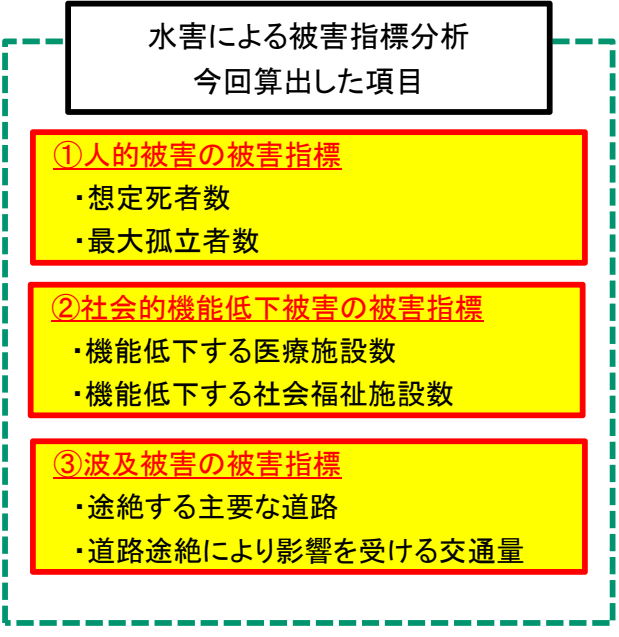 水害による被害指標分析
今回算出した項目
①人的被害の被害指標
・想定死者数
・最大孤立者数
②社会的機能低下被害の被害指標
・機能低下する医療施設数
・機能低下する社会福祉施設数
③波及被害の被害指標
・途絶する主要な道路
・道路途絶により影響を受ける交通量